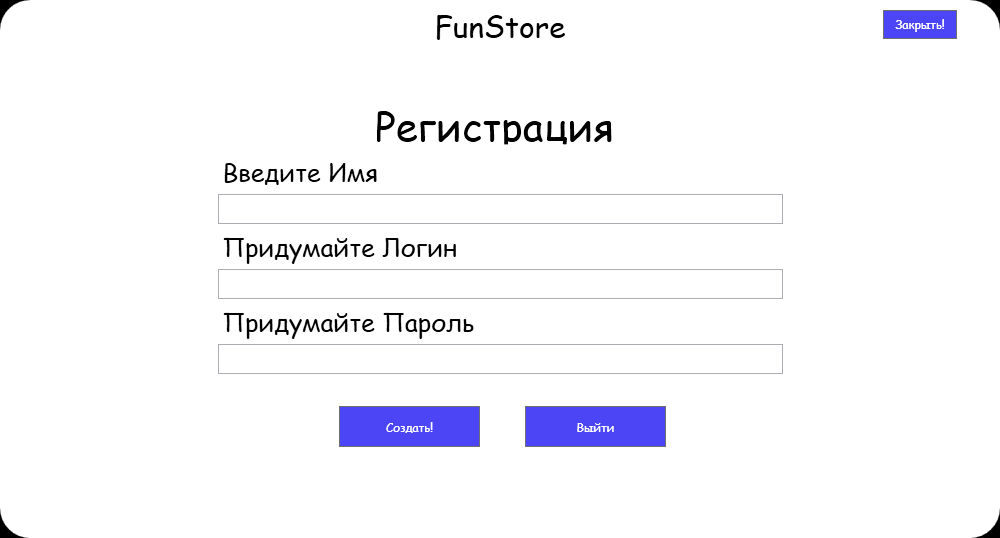 FunStore
Закрыть!
Регистрация
Введите Имя
Придумайте Логин
Придумайте Пароль
Создать!
Выйти